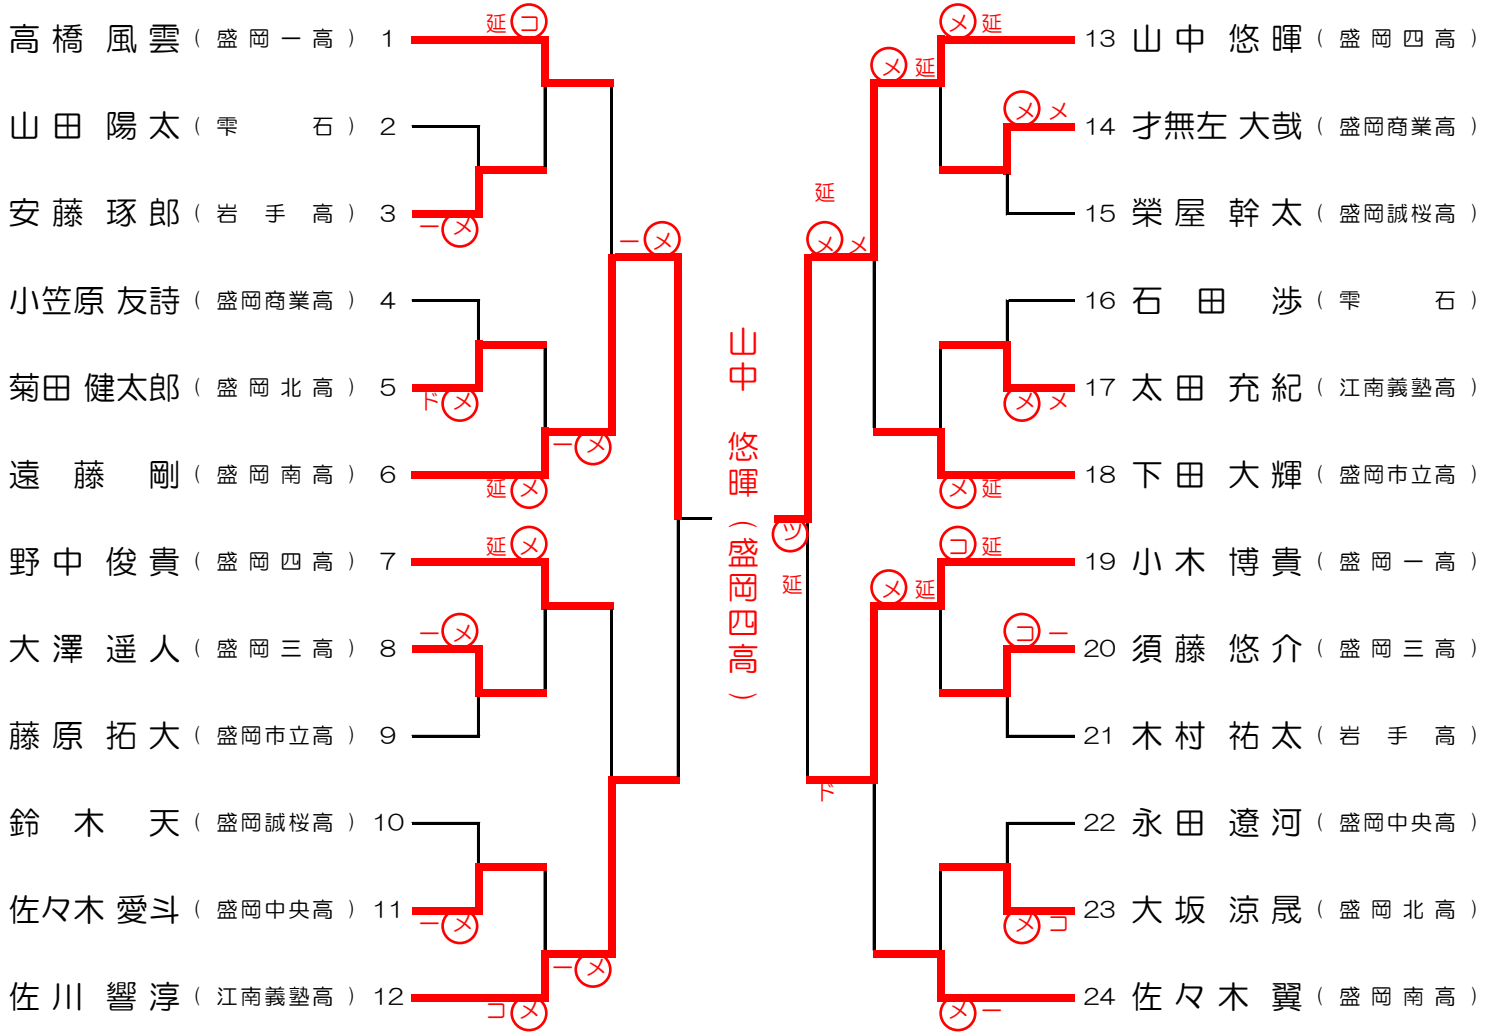 高橋 風雲 ( 盛岡一高 ) 1
山田 陽太 ( 雫 石 ) 2
安藤 琢郎 ( 岩手高 ) 3
小笠原 友詩 ( 盛岡商業高 ) 4
菊田 健太郎 ( 盛岡北高 ) 5
遠藤 剛 ( 盛岡南高 ) 6
野中 俊貴 ( 盛岡四高 ) 7
大澤 遥人 ( 盛岡三高 ) 8
藤原 拓大 ( 盛岡市立高 ) 9
鈴木 天 ( 盛岡誠桜高 ) 10
佐々木 愛斗 ( 盛岡中央高 ) 11
佐川 響淳 ( 江南義塾高 ) 12
延 コ
一 メ
ド メ
延 メ
一 メ
一 メ
延 メ
一 メ
一 メ
コ メ
一 メ
山中 悠暉 (盛岡四高)
ツ
延
延
メ メ
ド
メ 延
メ 延
メ 延
メ メ
メ メ
メ 延
コ 延
コ 一
メ コ
メ 一
13 山中 悠暉 ( 盛岡四高 )
14 才無左 大哉 ( 盛岡商業高 )
15 榮屋 幹太 ( 盛岡誠桜高 )
16 石田 渉 ( 雫 石 )
17 太田 充紀 ( 江南義塾高 )
18 下田 大輝 ( 盛岡市立高 )
19 小木 博貴 ( 盛岡一高 )
20 須藤 悠介 ( 盛岡三高 )
21 木村 祐太 ( 岩手高 )
22 永田 遼河 ( 盛岡中央高 )
23 大坂 涼晟 ( 盛岡北高 )
24 佐々木 翼 ( 盛岡南高 )